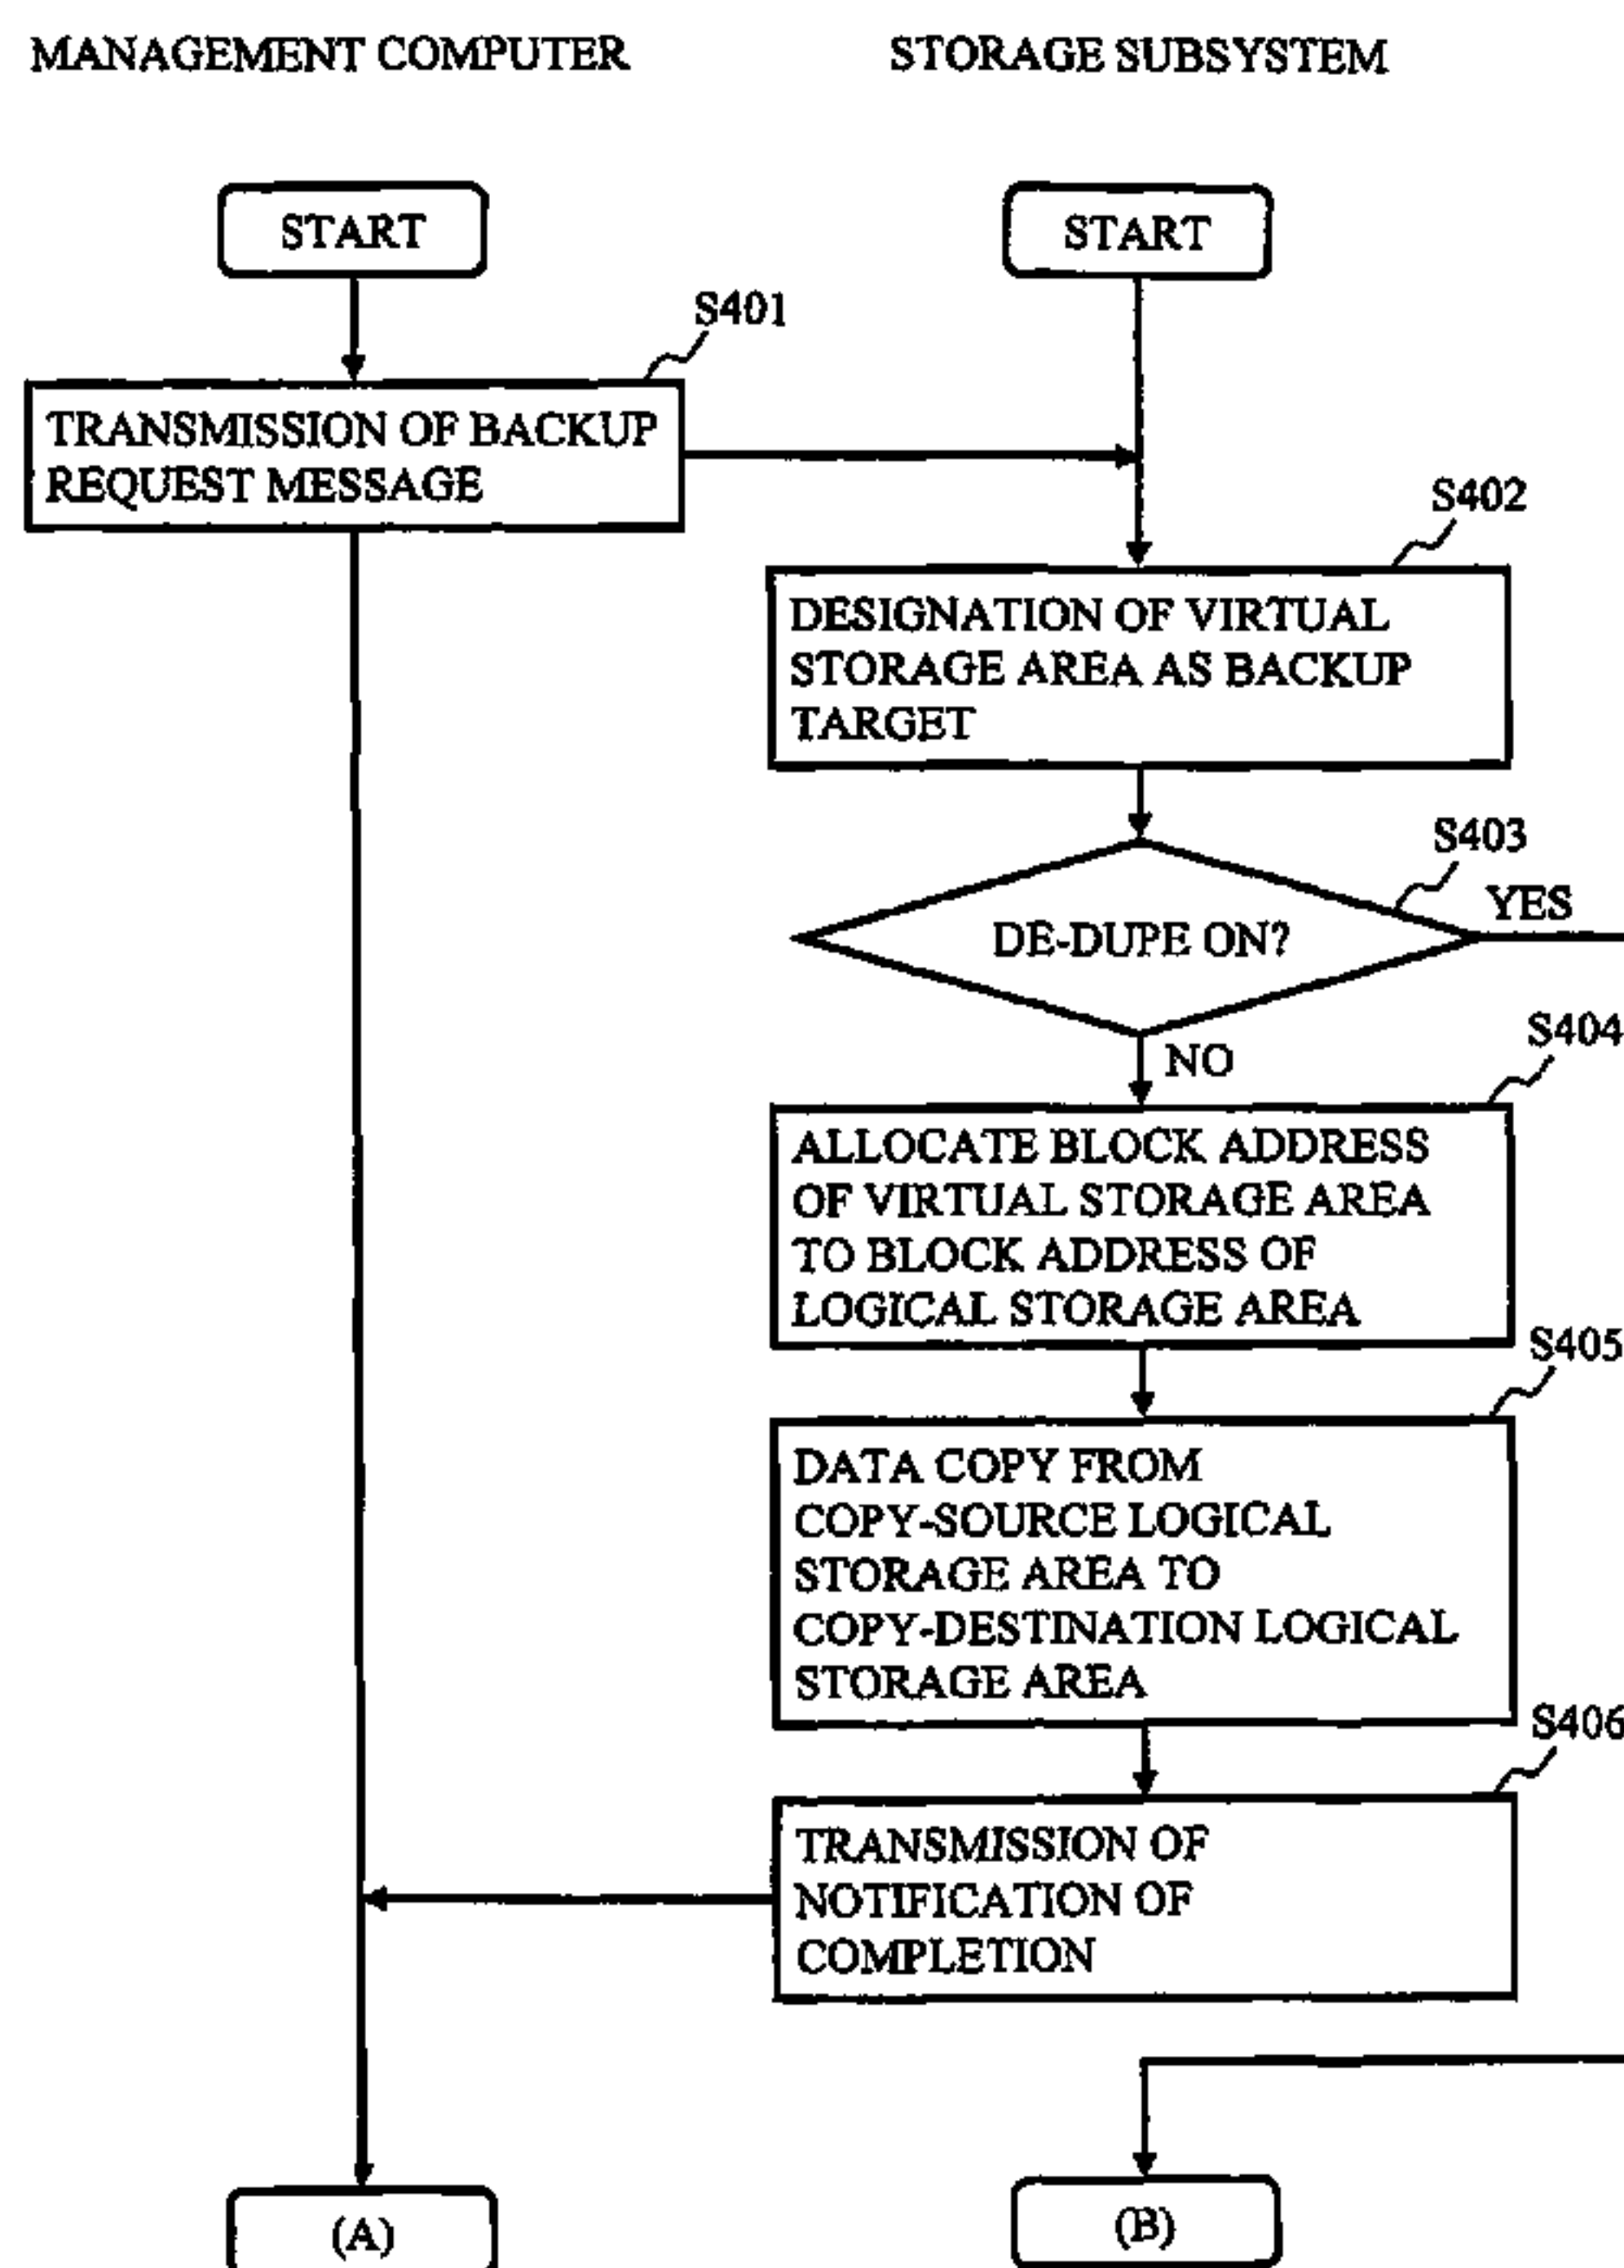 MANAGEMENT COMPUTER
STORAGE SUBSYSTEM
START
START
S401
TRANSMISSION OF BACKUP
REQUEST MESSAGE
S402
DESIGNATION OF VIRTUAL
STORAGE AREA AS BACKUP
TARGET
S403
DE-DUPE ON?
YES
NO
S404
ALLOCATE BLOCK ADDRESS
OF VIRTUAL STORAGE AREA
TO BLOCK ADDRESS OF
LOGICAL STORAGE AREA
S405
DATA COPY FROM
COPY-SOURCE LOGICAL
STORAGE AREA TO
COPY-DESTINATION LOGICAL
STORAGE AREA
S406
TRANSMISSION OF
NOTIFICATION OF
COMPLETION
(A)
(B)